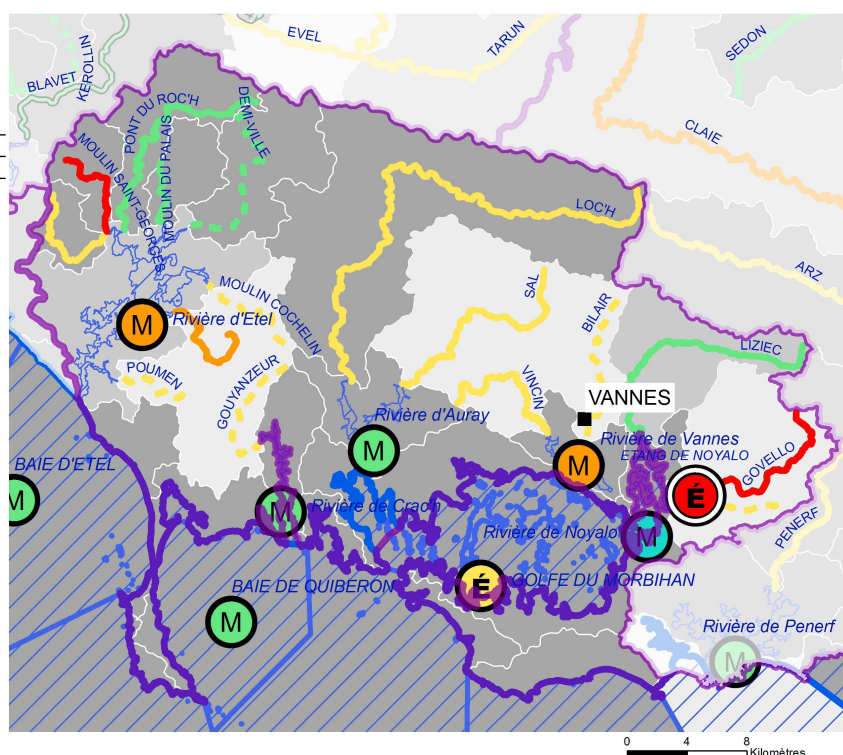 EVEL
TARUN
SEDON
BLAVET
KEROLLIN
PONT DU ROC'H
DEMI-VILLE
CLAIE
MOULIN SAINT-GEORGES
MOULIN DU PALAIS
LOC'H
ARZ
MOULIN COCHELIN
SAL
BILAIR
M
Rivière d'Etel
LIZIEC
POUMEN
GOUYANZEUR
VINCIN
VANNES
Rivière d'Auray
M
Rivière de Vannes
ETANG DE NOYALO
M
GOVELLO
BAIE D'ETEL
M
É
Rivière de Crac'h
M
Rivière de Noyalo
M
PENERF
BAIE DE QUIBERON
É
GOLFE DU MORBIHAN
M
Rivière de Penerf
M
0 4 8
Kilomètres